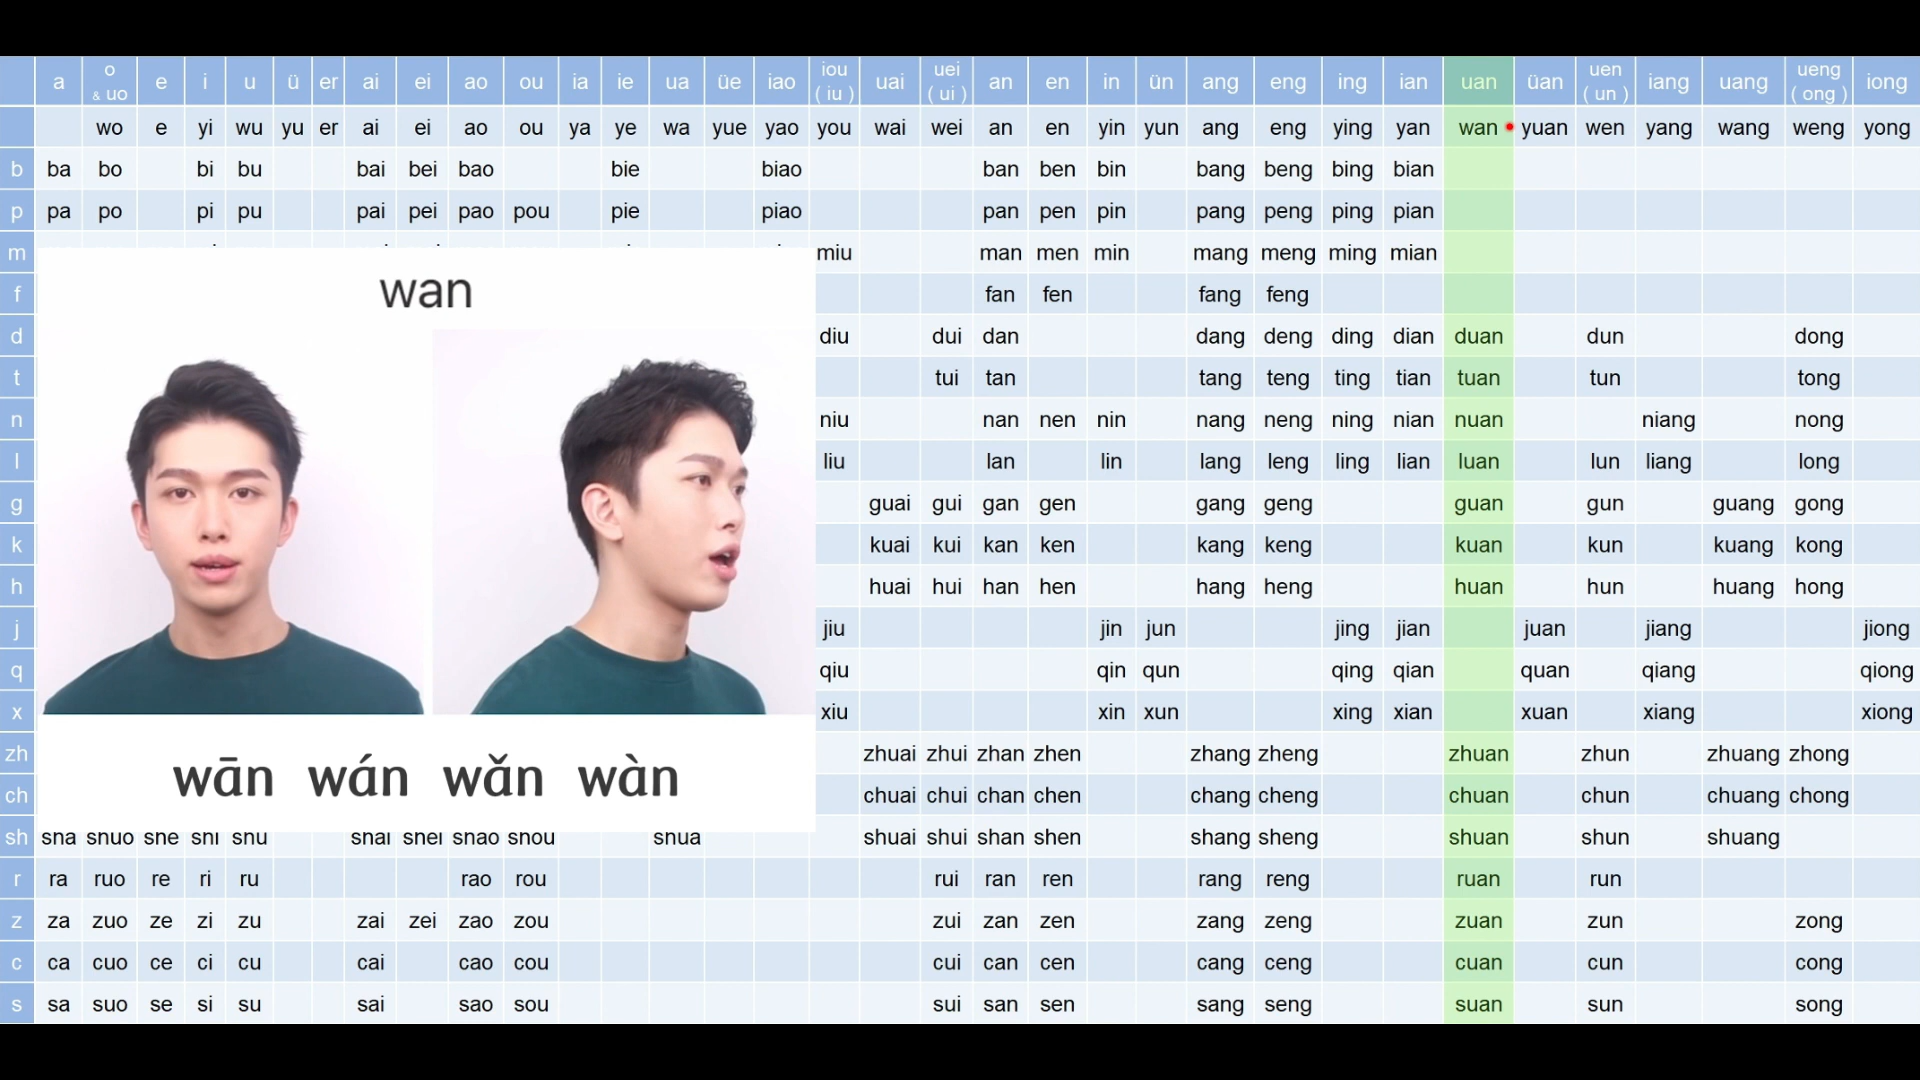 a o & uo e i u ü er ai ei ao ou ia ie ua üe iao iou ( iu ) uai uei ( ui ) an en in ün ang eng ing ian uan üan uen ( un ) iang uang ueng ( ong ) iong
wo e yi wu yu er ai ei ao ou ya ye wa yue yao you wai wei an en yin yun ang eng ying yan wan yuan wen yang wang weng yong
b ba bo bi bu bai bei bao bie biao ban ben bin bang beng bing bian
p pa po pi pu pai pei pao pou pie piao pan pen pin pang peng ping pian
m miu man men min mang meng ming mian
f fan fen fang feng
d diu dui dan dang deng ding dian duan dun dong
t tui tan tang teng ting tian tuan tun tong
n niu nan nen nin nang neng ning nian nuan niang nong
l liu lan lin lang leng ling lian luan lun liang long
g guai gui gan gen gang geng guan gun guang gong
k kuai kui kan ken kang keng kuan kun kuang kong
h huai hui han hen hang heng huan hun huang hong
j jiu jin jun jing jian juan jiang jiong
q qiu qin qun qing qian quan qiang qiong
x xiu xin xun xing xian xuan xiang xiong
zh zhuai zhui zhan zhen zhang zheng zhuan zhun zhuang zhong
ch chuai chui chan chen chang cheng chuan chun chuang chong
sh sha shuo she shi shu shai shei shao shou shua shuai shui shan shen shang sheng shuan shun shuang
r ra ruo re ri ru rao rou rui ran ren rang reng ruan run
z za zuo ze zi zu zai zei zao zou zui zan zen zang zeng zuan zun zong
c ca cuo ce ci cu cai cao cou cui can cen cang ceng cuan cun cong
s sa suo se si su sai sao sou sui san sen sang seng suan sun song
wan
wān wán wǎn wàn